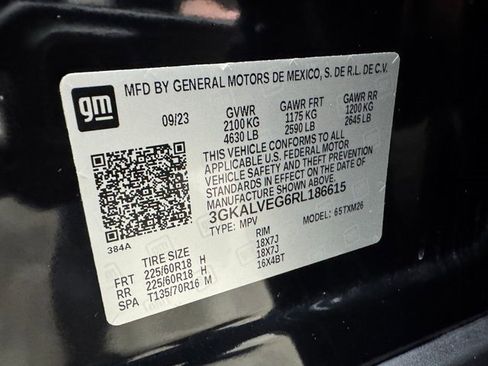 gm
MFD BY GENERAL MOTORS DE MEXICO, S. DE R.L. DE C.V.
09/23 GVWR GAWR FRT GAWR RR
2100 KG 1175 KG 1200 KG
4630 LB 2590 LB 2645 LB
THIS VEHICLE CONFORMS TO ALL
APPLICABLE U.S. FEDERAL MOTOR
VEHICLE SAFETY AND THEFT PREVENTION
STANDARDS IN EFFECT ON THE DATE OF
MANUFACTURE SHOWN ABOVE.
3GKALVEG6RL186615
TYPE: MPV MODEL: 6STXM26
384A
TIRE SIZE RIM
FRT 225/60R18 H 18X7J
RR 225/60R18 H 18X7J
SPA T135/70R16 M 16X4BT